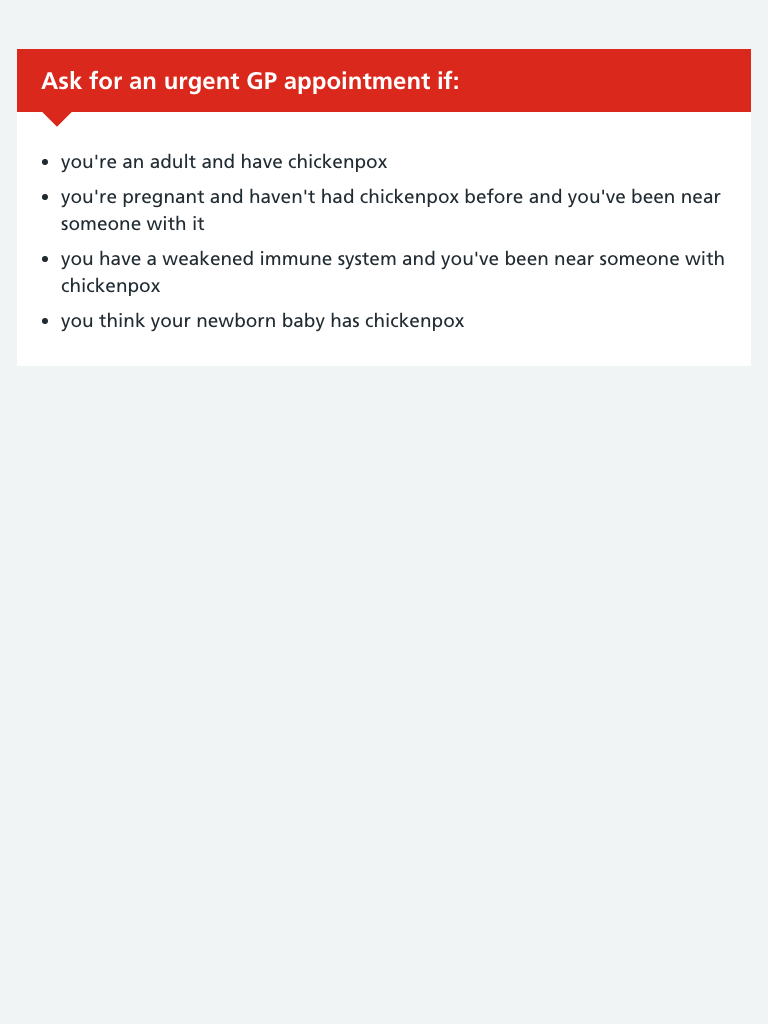 Ask for an urgent GP appointment if:
• you're an adult and have chickenpox
• you're pregnant and haven't had chickenpox before and you've been near
someone with it
• you have a weakened immune system and you've been near someone with
chickenpox
• you think your newborn baby has chickenpox